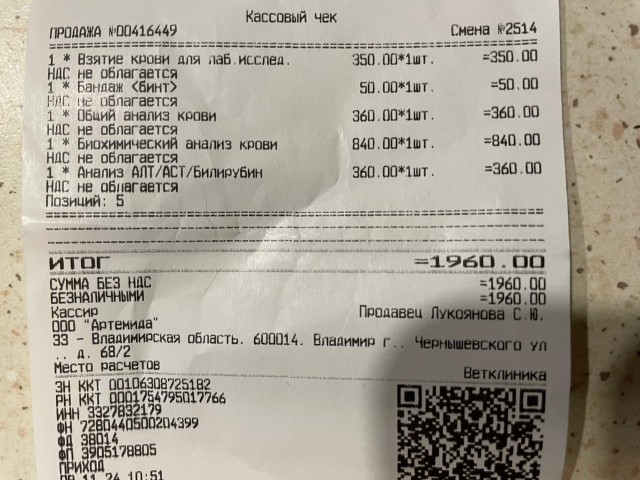 Кассовый чек
ПРОДАЖА №00416449 Смена №2514
1 * Взятие крови для лаб.исслед. 350.00*1шт. =350.00
НДС не облагается
1 * Бандаж <бинт> 50.00*1шт. =50.00
НДС не облагается
1 * Общий анализ крови 360.00*1шт. =360.00
НДС не облагается
1 * Биохимический анализ крови 840.00*1шт. =840.00
НДС не облагается
1 * Анализ АЛТ/АСТ/Билирубин 360.00*1шт. =360.00
НДС не облагается
Позиций: 5
ИТОГ =1960.00
СУММА БЕЗ НДС =1960.00
БЕЗНАЛИЧНЫМИ =1960.00
Кассир Продавец Лукоянова С.Ю.
ООО "Артемида"
33 - Владимирская область. 600014. Владимир г.. Чернышевского ул
.. д. 68/2
Место расчетов Ветклиника
ЗН ККТ 00106308725182
РН ККТ 0001754795017766
ИНН 3327832179
ФН 7280440500204399
ФД 38014
ФП 3905178805
ПРИХОД
09.11.24 10:51